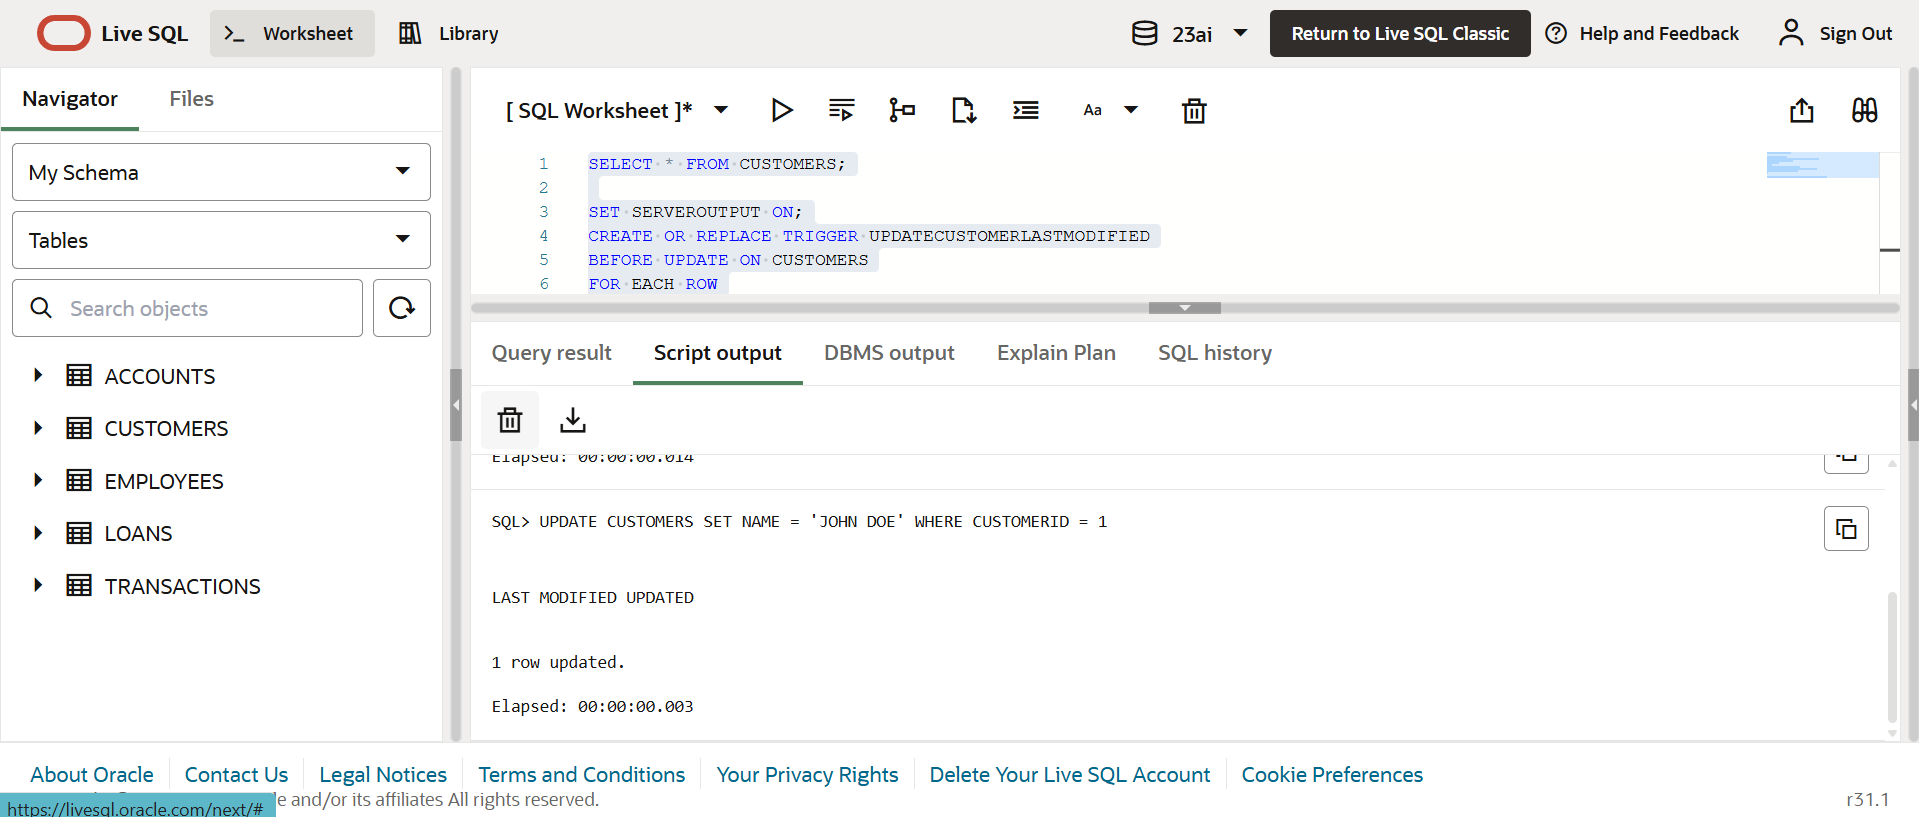 Live SQL
Worksheet
Library
23ai
Return to Live SQL Classic
Help and Feedback
Sign Out
Navigator
Files
My Schema
Tables
Search objects
ACCOUNTS
CUSTOMERS
EMPLOYEES
LOANS
TRANSACTIONS
[ SQL Worksheet ]*
Aa
1 SELECT * FROM CUSTOMERS;
2
3 SET SERVEROUTPUT ON;
4 CREATE OR REPLACE TRIGGER UPDATECUSTOMERLASTMODIFIED
5 BEFORE UPDATE ON CUSTOMERS
6 FOR EACH ROW
Query result
Script output
DBMS output
Explain Plan
SQL history
Elapsed: 00:00:00.014
SQL> UPDATE CUSTOMERS SET NAME = 'JOHN DOE' WHERE CUSTOMERID = 1
LAST MODIFIED UPDATED
1 row updated.
Elapsed: 00:00:00.003
About Oracle
Contact Us
Legal Notices
Terms and Conditions
Your Privacy Rights
Delete Your Live SQL Account
Cookie Preferences
and/or its affiliates All rights reserved.
r31.1
https://livesql.oracle.com/next/#